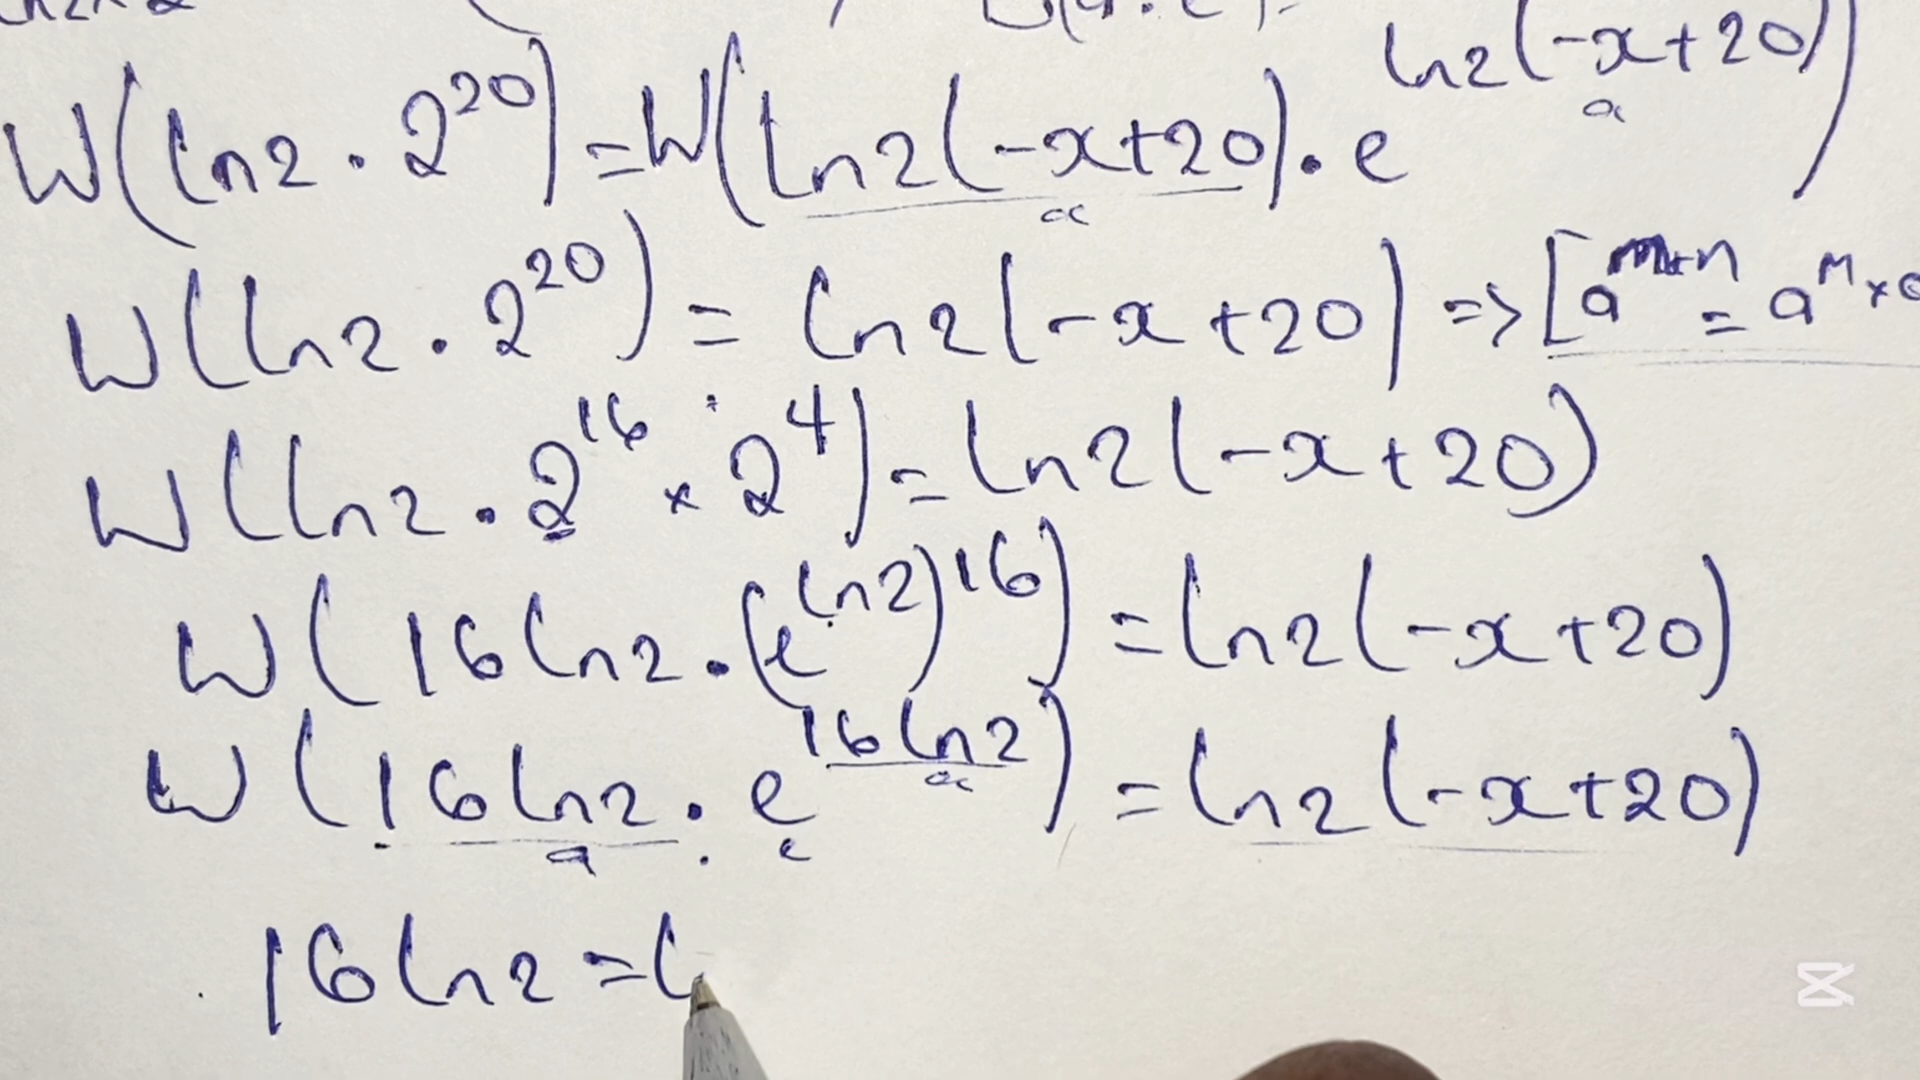 ln2(-x+20)
W(ln2 · 2^20) = W(ln2(-x+20) · e
a
a
W(ln2 · 2^20) = ln2(-x+20) => [a^m+n = a^m ×
W(ln2 · 2^16 × 2^4) = ln2(-x+20)
W(16ln2 · (e^ln2)^16) = ln2(-x+20)
W(16ln2 · e^16ln2) = ln2(-x+20)
a e a
16ln2 = l